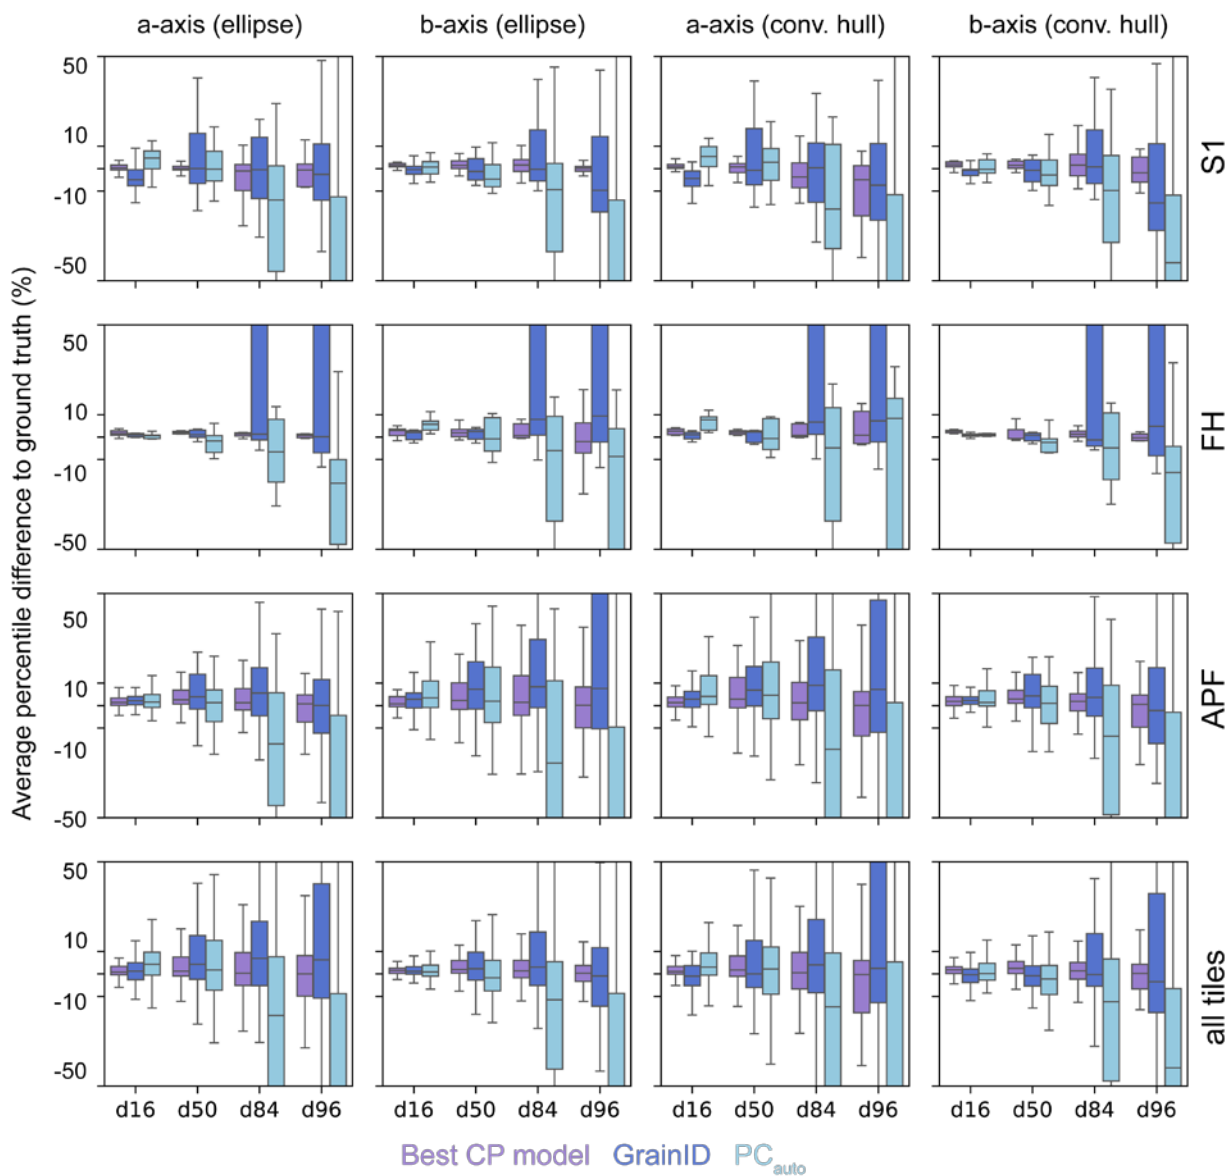 a-axis (ellipse) b-axis (ellipse) a-axis (conv. hull) b-axis (conv. hull)
Average percentile difference to ground truth (%)
50
10
-10
-50
S1
50
10
-10
-50
FH
50
10
-10
-50
APF
50
10
-10
-50
all tiles
d16 d50 d84 d96 d16 d50 d84 d96 d16 d50 d84 d96 d16 d50 d84 d96
Best CP model GrainID PCauto